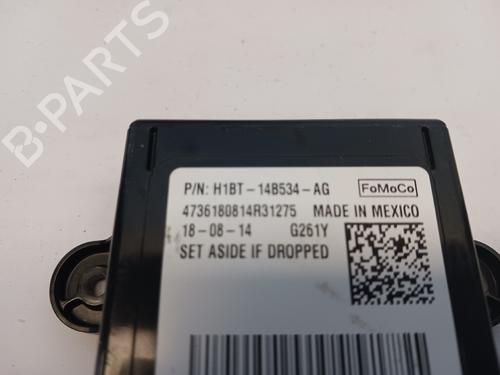 B-PARTS
P/N: H1BT-14B534-AG
FoMoCo
4736180814R31275 MADE IN MEXICO
18-08-14 G261Y
SET ASIDE IF DROPPED